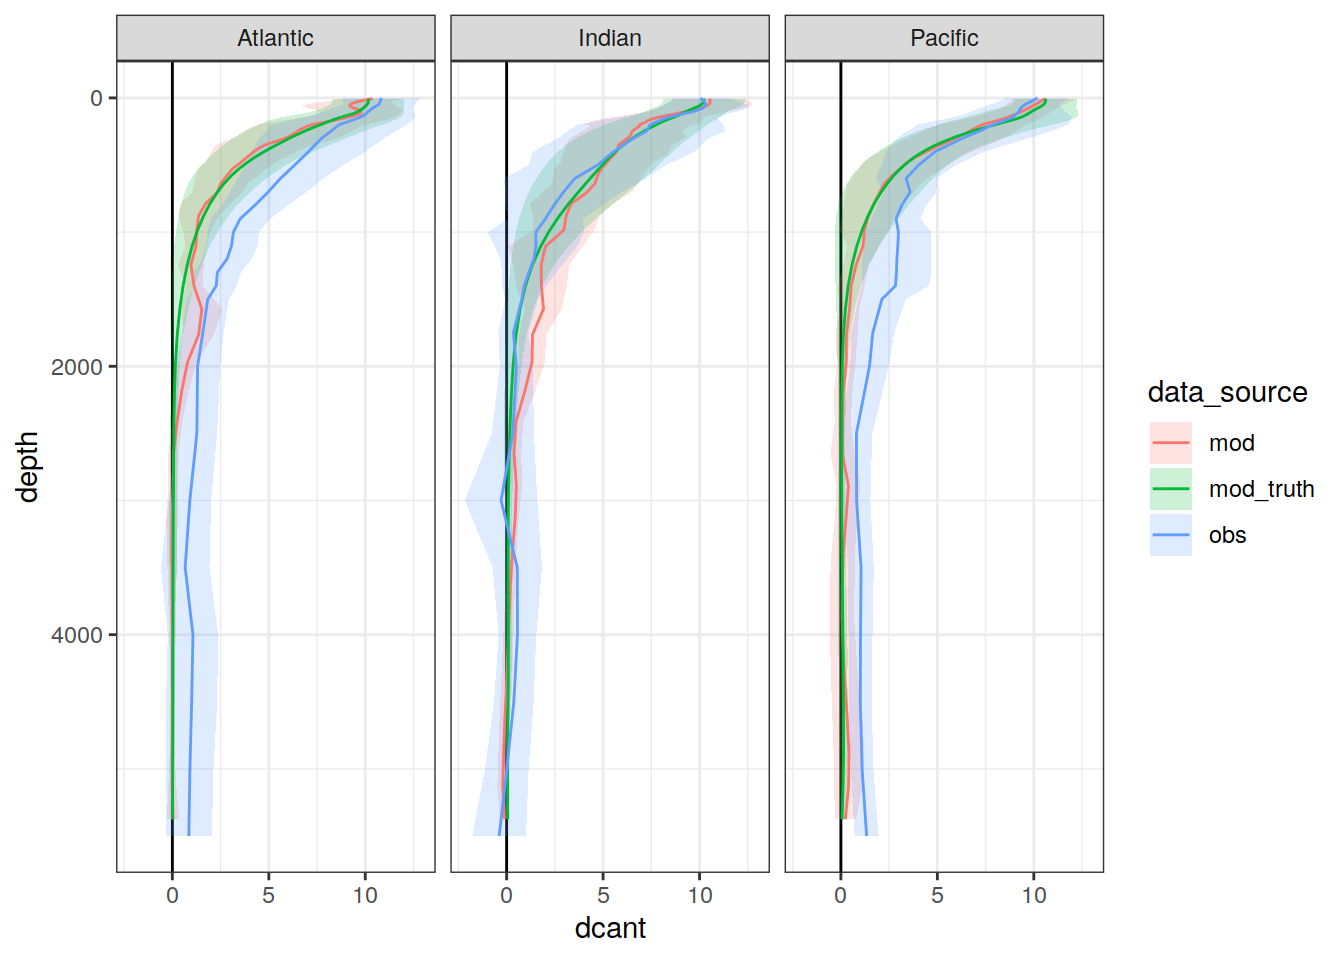 Atlantic
Indian
Pacific
0
2000
4000
depth
0
5
10
0
5
10
0
5
10
dcant
data_source
mod
mod_truth
obs